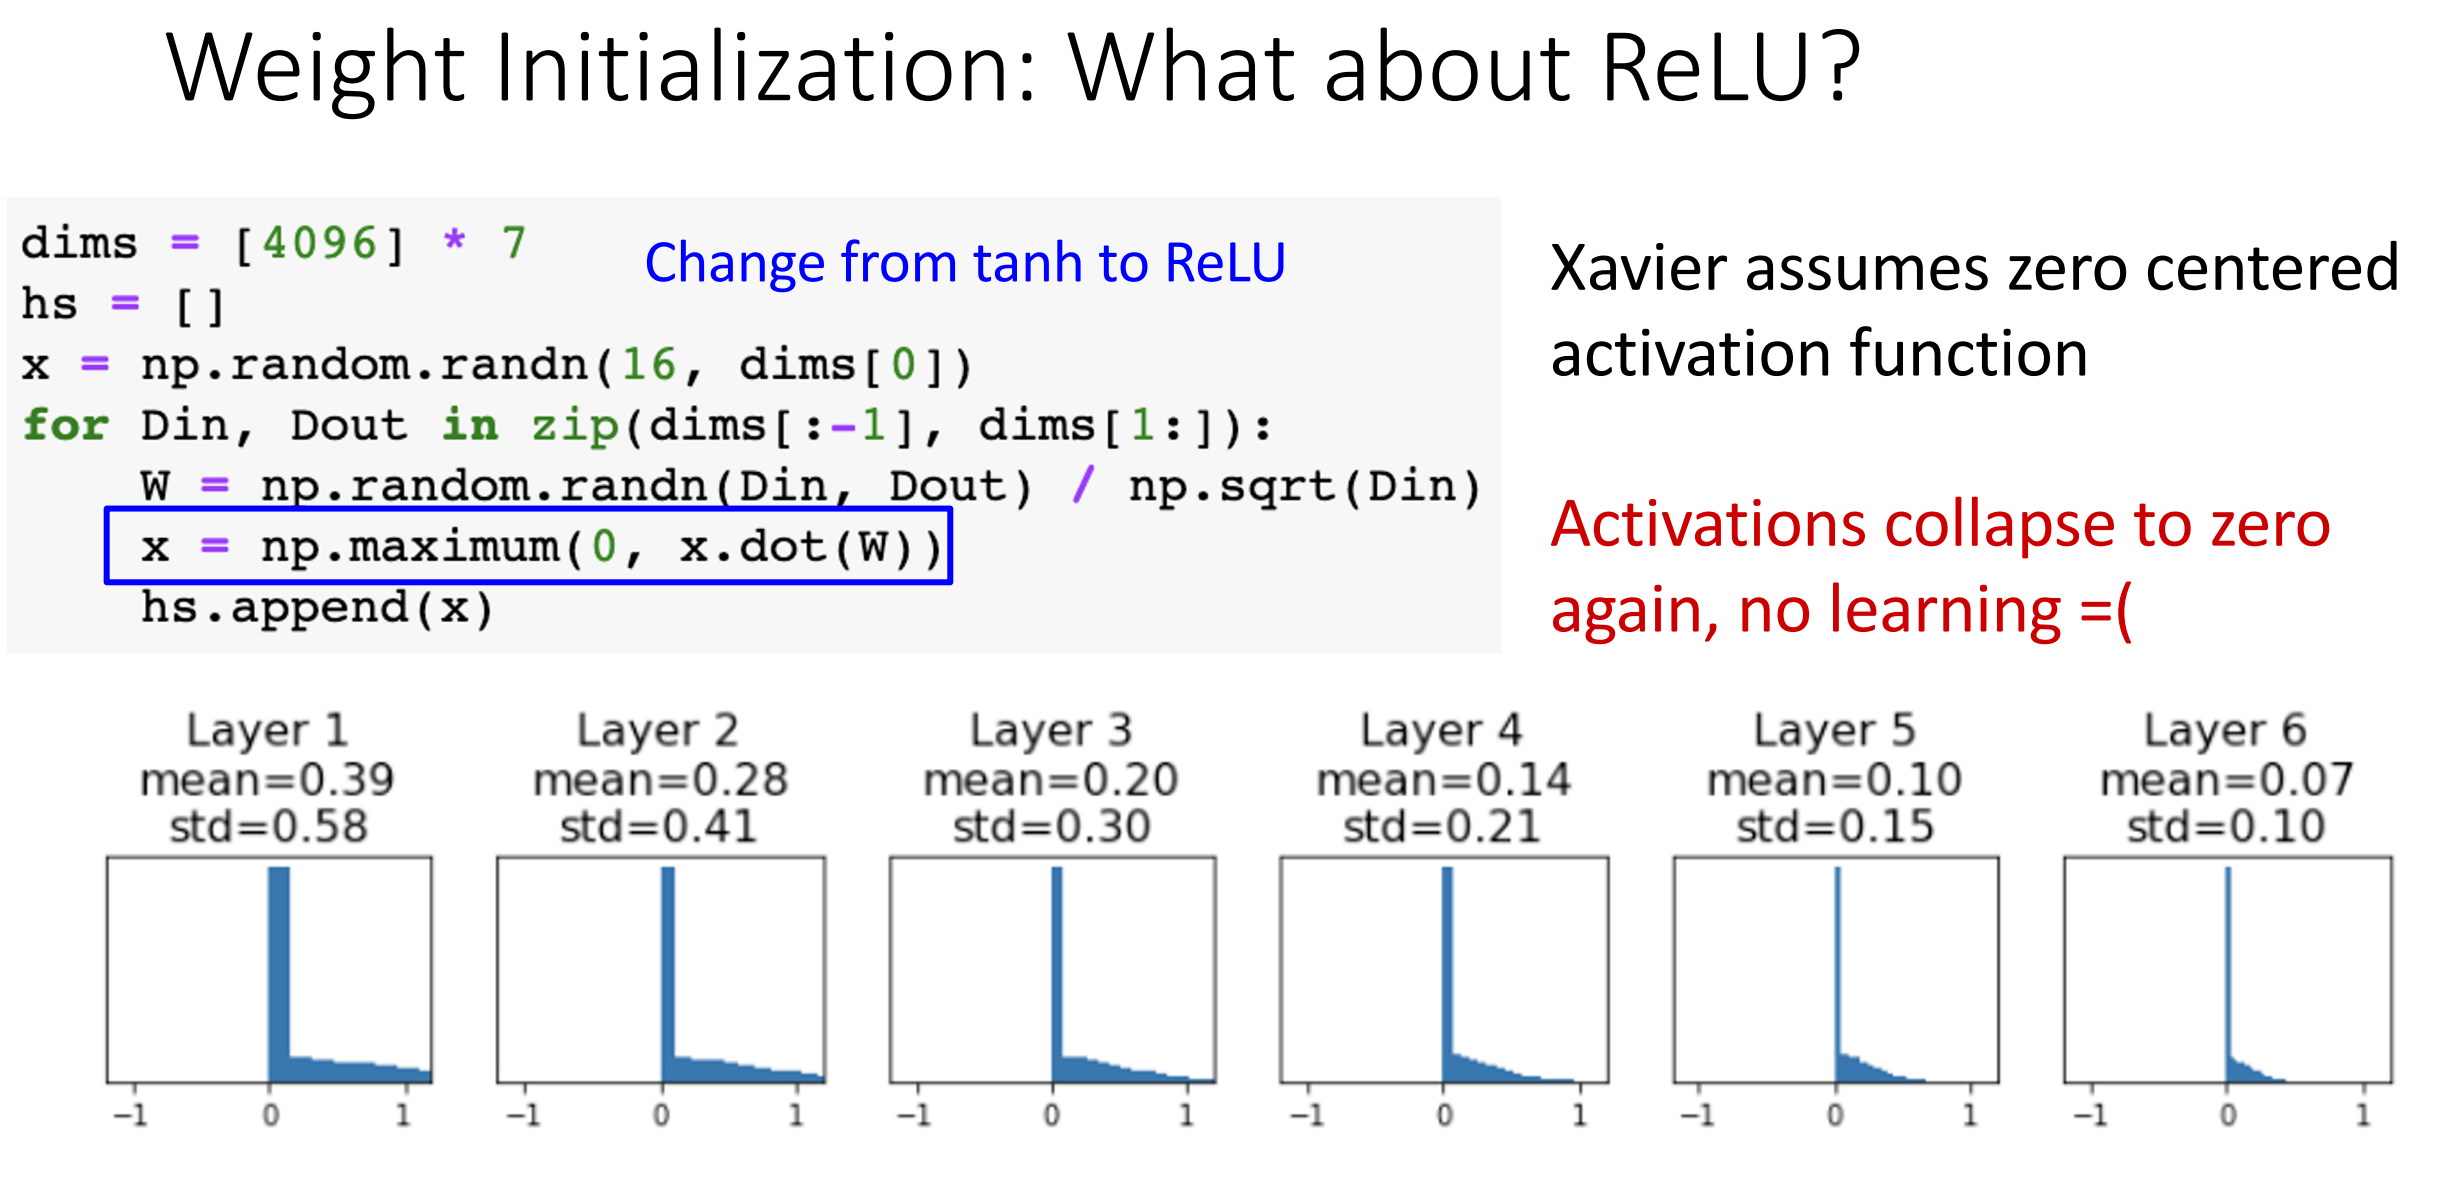 Weight Initialization: What about ReLU?
dims = [4096] * 7
Change from tanh to ReLU
hs = []
x = np.random.randn(16, dims[0])
for Din, Dout in zip(dims[:-1], dims[1:]):
    W = np.random.randn(Din, Dout) / np.sqrt(Din)
    x = np.maximum(0, x.dot(W))
    hs.append(x)
Xavier assumes zero centered
activation function
Activations collapse to zero
again, no learning =(
Layer 1
mean=0.39
std=0.58
−1 0 1
Layer 2
mean=0.28
std=0.41
−1 0 1
Layer 3
mean=0.20
std=0.30
−1 0 1
Layer 4
mean=0.14
std=0.21
−1 0 1
Layer 5
mean=0.10
std=0.15
−1 0 1
Layer 6
mean=0.07
std=0.10
−1 0 1